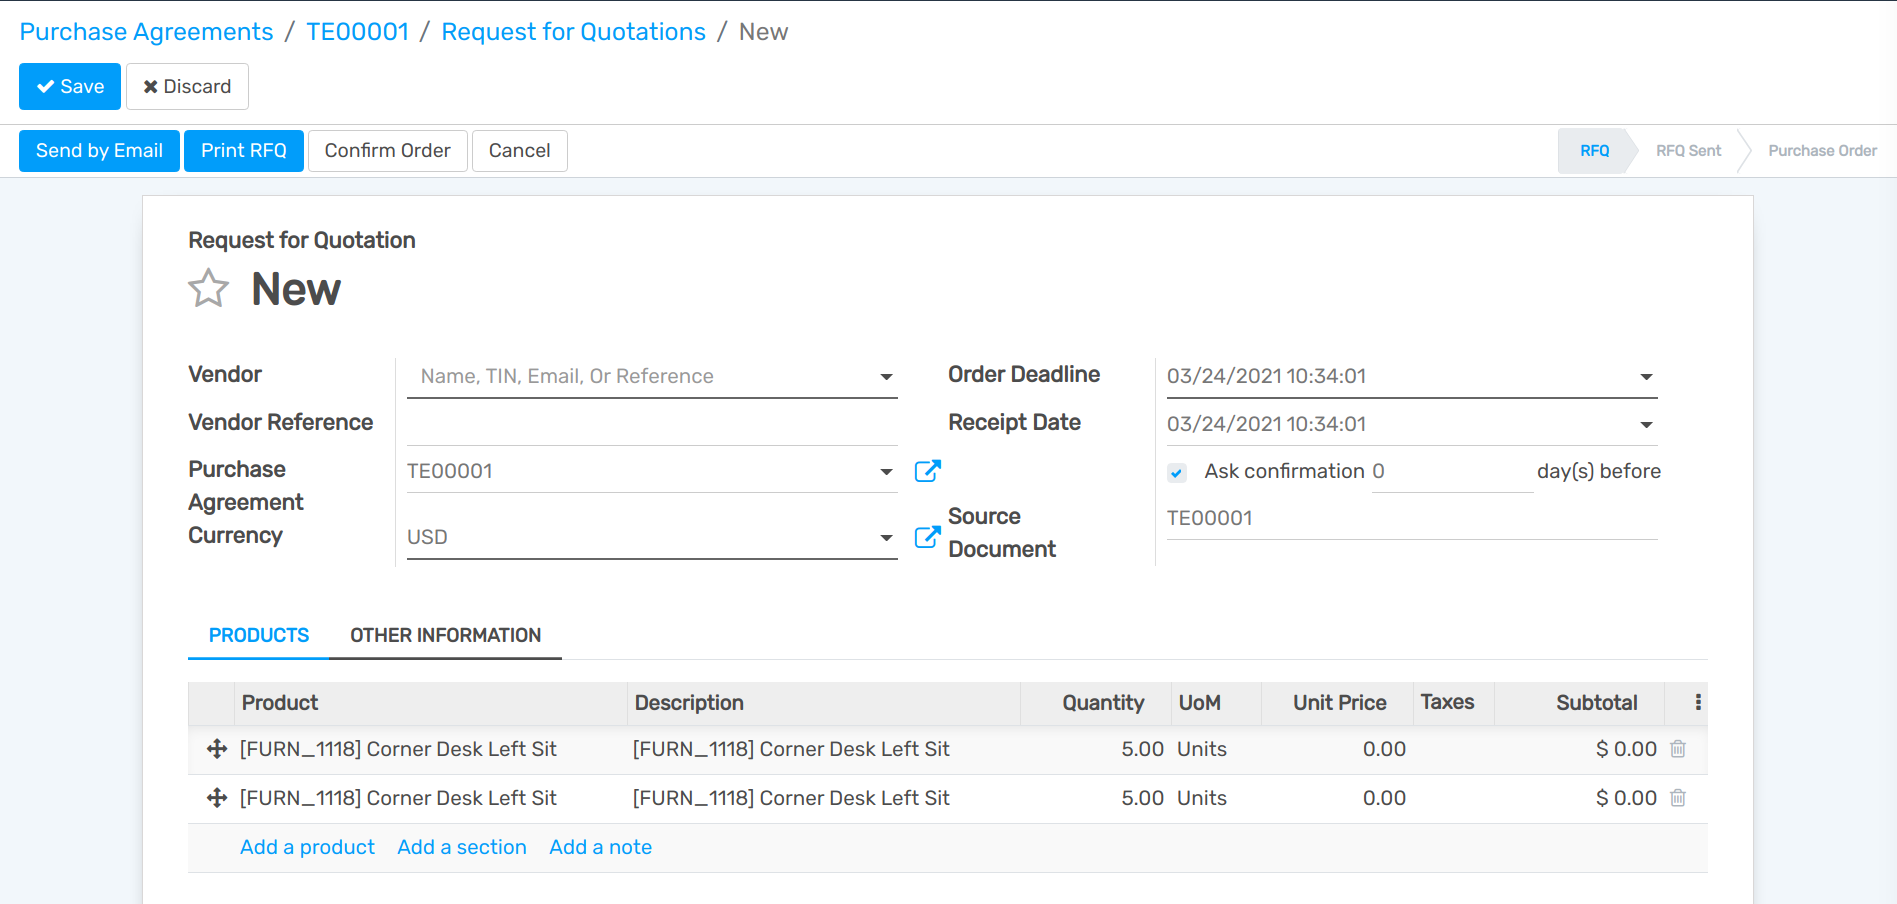 Purchase Agreements / TE00001 / Request for Quotations / New
Save Discard
Send by Email Print RFQ Confirm Order Cancel RFQ RFQ Sent Purchase Order
Request for Quotation
New
Vendor Name, TIN, Email, Or Reference Order Deadline 03/24/2021 10:34:01
Vendor Reference Receipt Date 03/24/2021 10:34:01
Purchase Agreement TE00001 Ask confirmation 0 day(s) before
Currency USD Source Document TE00001
PRODUCTS OTHER INFORMATION
Product Description Quantity UoM Unit Price Taxes Subtotal
[FURN_1118] Corner Desk Left Sit [FURN_1118] Corner Desk Left Sit 5.00 Units 0.00 $ 0.00
[FURN_1118] Corner Desk Left Sit [FURN_1118] Corner Desk Left Sit 5.00 Units 0.00 $ 0.00
Add a product Add a section Add a note